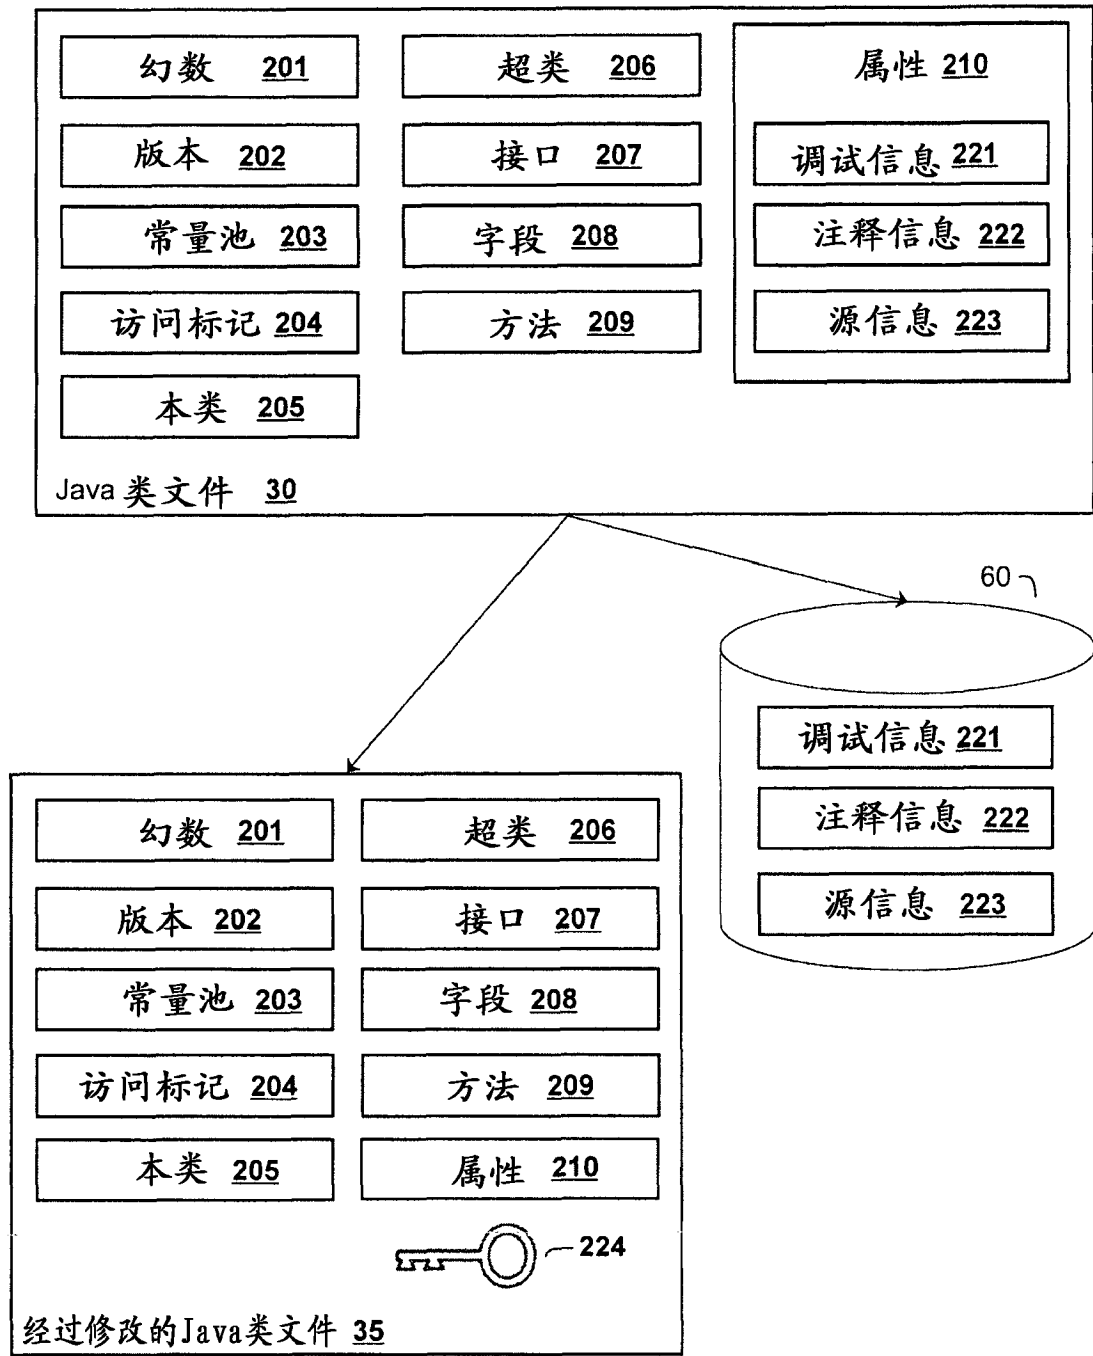 幻数 201
超类 206
属性 210
版本 202
接口 207
调试信息 221
常量池 203
字段 208
注释信息 222
访问标记 204
方法 209
源信息 223
本类 205
Java 类文件 30
60
调试信息 221
注释信息 222
源信息 223
幻数 201
超类 206
版本 202
接口 207
常量池 203
字段 208
访问标记 204
方法 209
本类 205
属性 210
224
经过修改的Java类文件 35